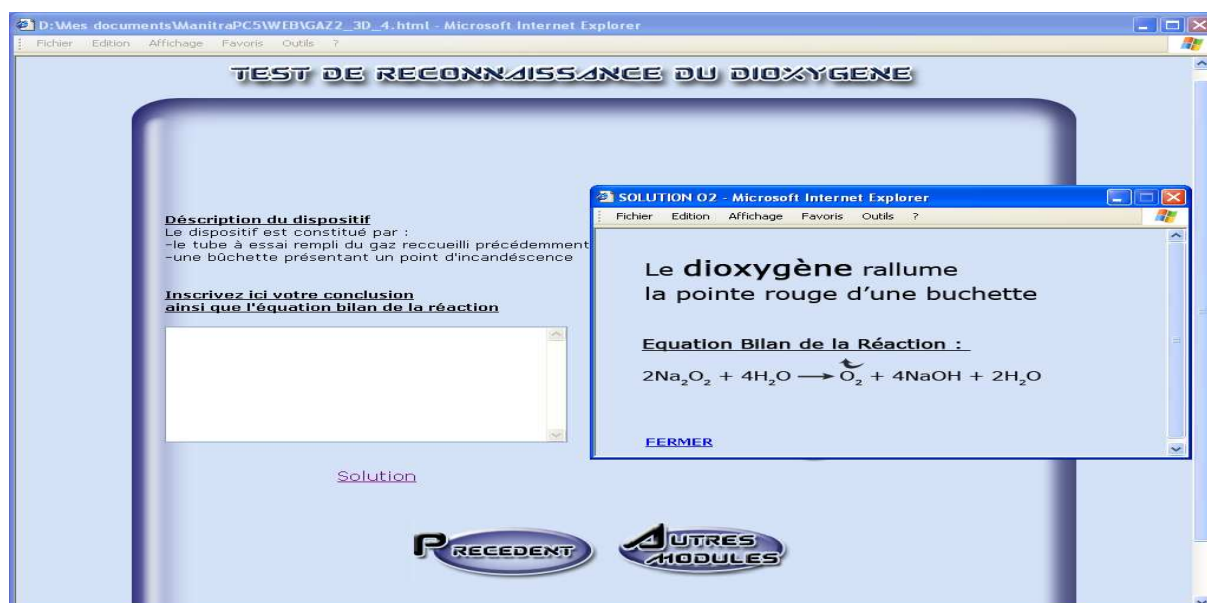 D:\Mes documents\ManitraPC5\WEB\GAZ2_3D_4.html - Microsoft Internet Explorer
Fichier Edition Affichage Favoris Outils ?
TEST DE RECONNAISSANCE DU DIOXYGENE
Déscription du dispositif
Le dispositif est constitué par :
-le tube à essai rempli du gaz reccueilli précédemment
-une bûchette présentant un point d'incandéscence
Inscrivez ici votre conclusion
ainsi que l'équation bilan de la réaction
Solution
SOLUTION O2 - Microsoft Internet Explorer
Fichier Edition Affichage Favoris Outils ?
Le dioxygène rallume
la pointe rouge d'une buchette
Equation Bilan de la Réaction :
2Na₂O₂ + 4H₂O → O₂ + 4NaOH + 2H₂O
FERMER
PRECEDENT
AUTRES
MODULES